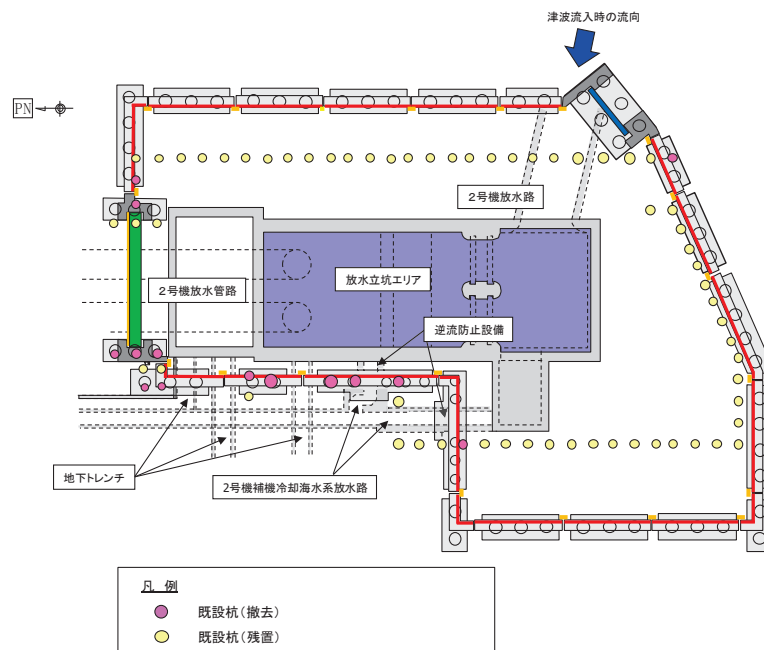 津波流入時の流向
PN
2号機放水路
2号機放水管路
放水立坑エリア
逆流防止設備
地下トレンチ
2号機補機冷却海水系放水路
凡 例
既設杭(撤去)
既設杭(残置)